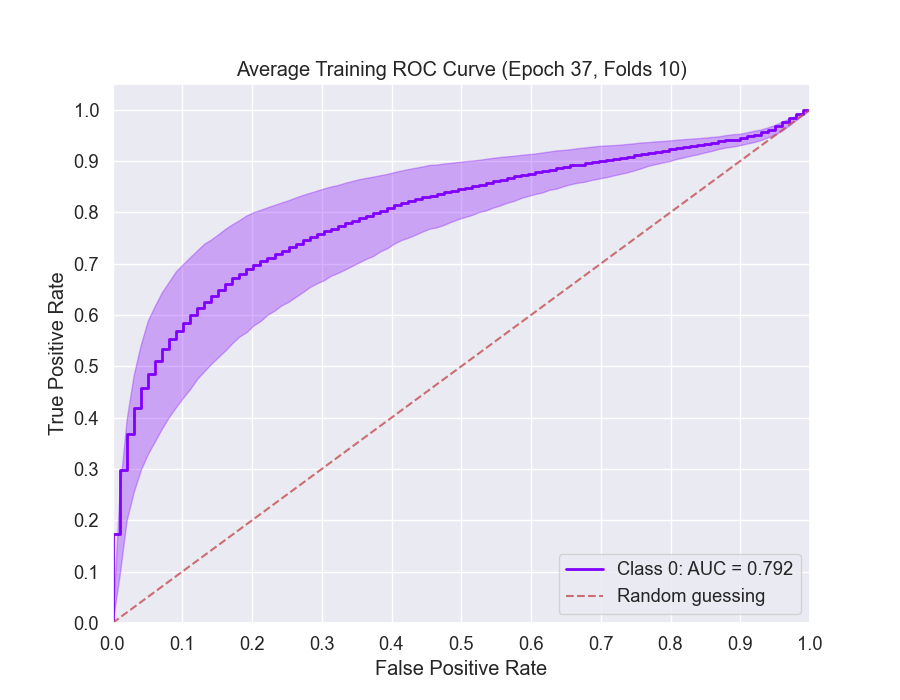 Average Training ROC Curve (Epoch 37, Folds 10)
True Positive Rate
1.0
0.9
0.8
0.7
0.6
0.5
0.4
0.3
0.2
0.1
0.0
Class 0: AUC = 0.792
Random guessing
0.0 0.1 0.2 0.3 0.4 0.5 0.6 0.7 0.8 0.9 1.0
False Positive Rate